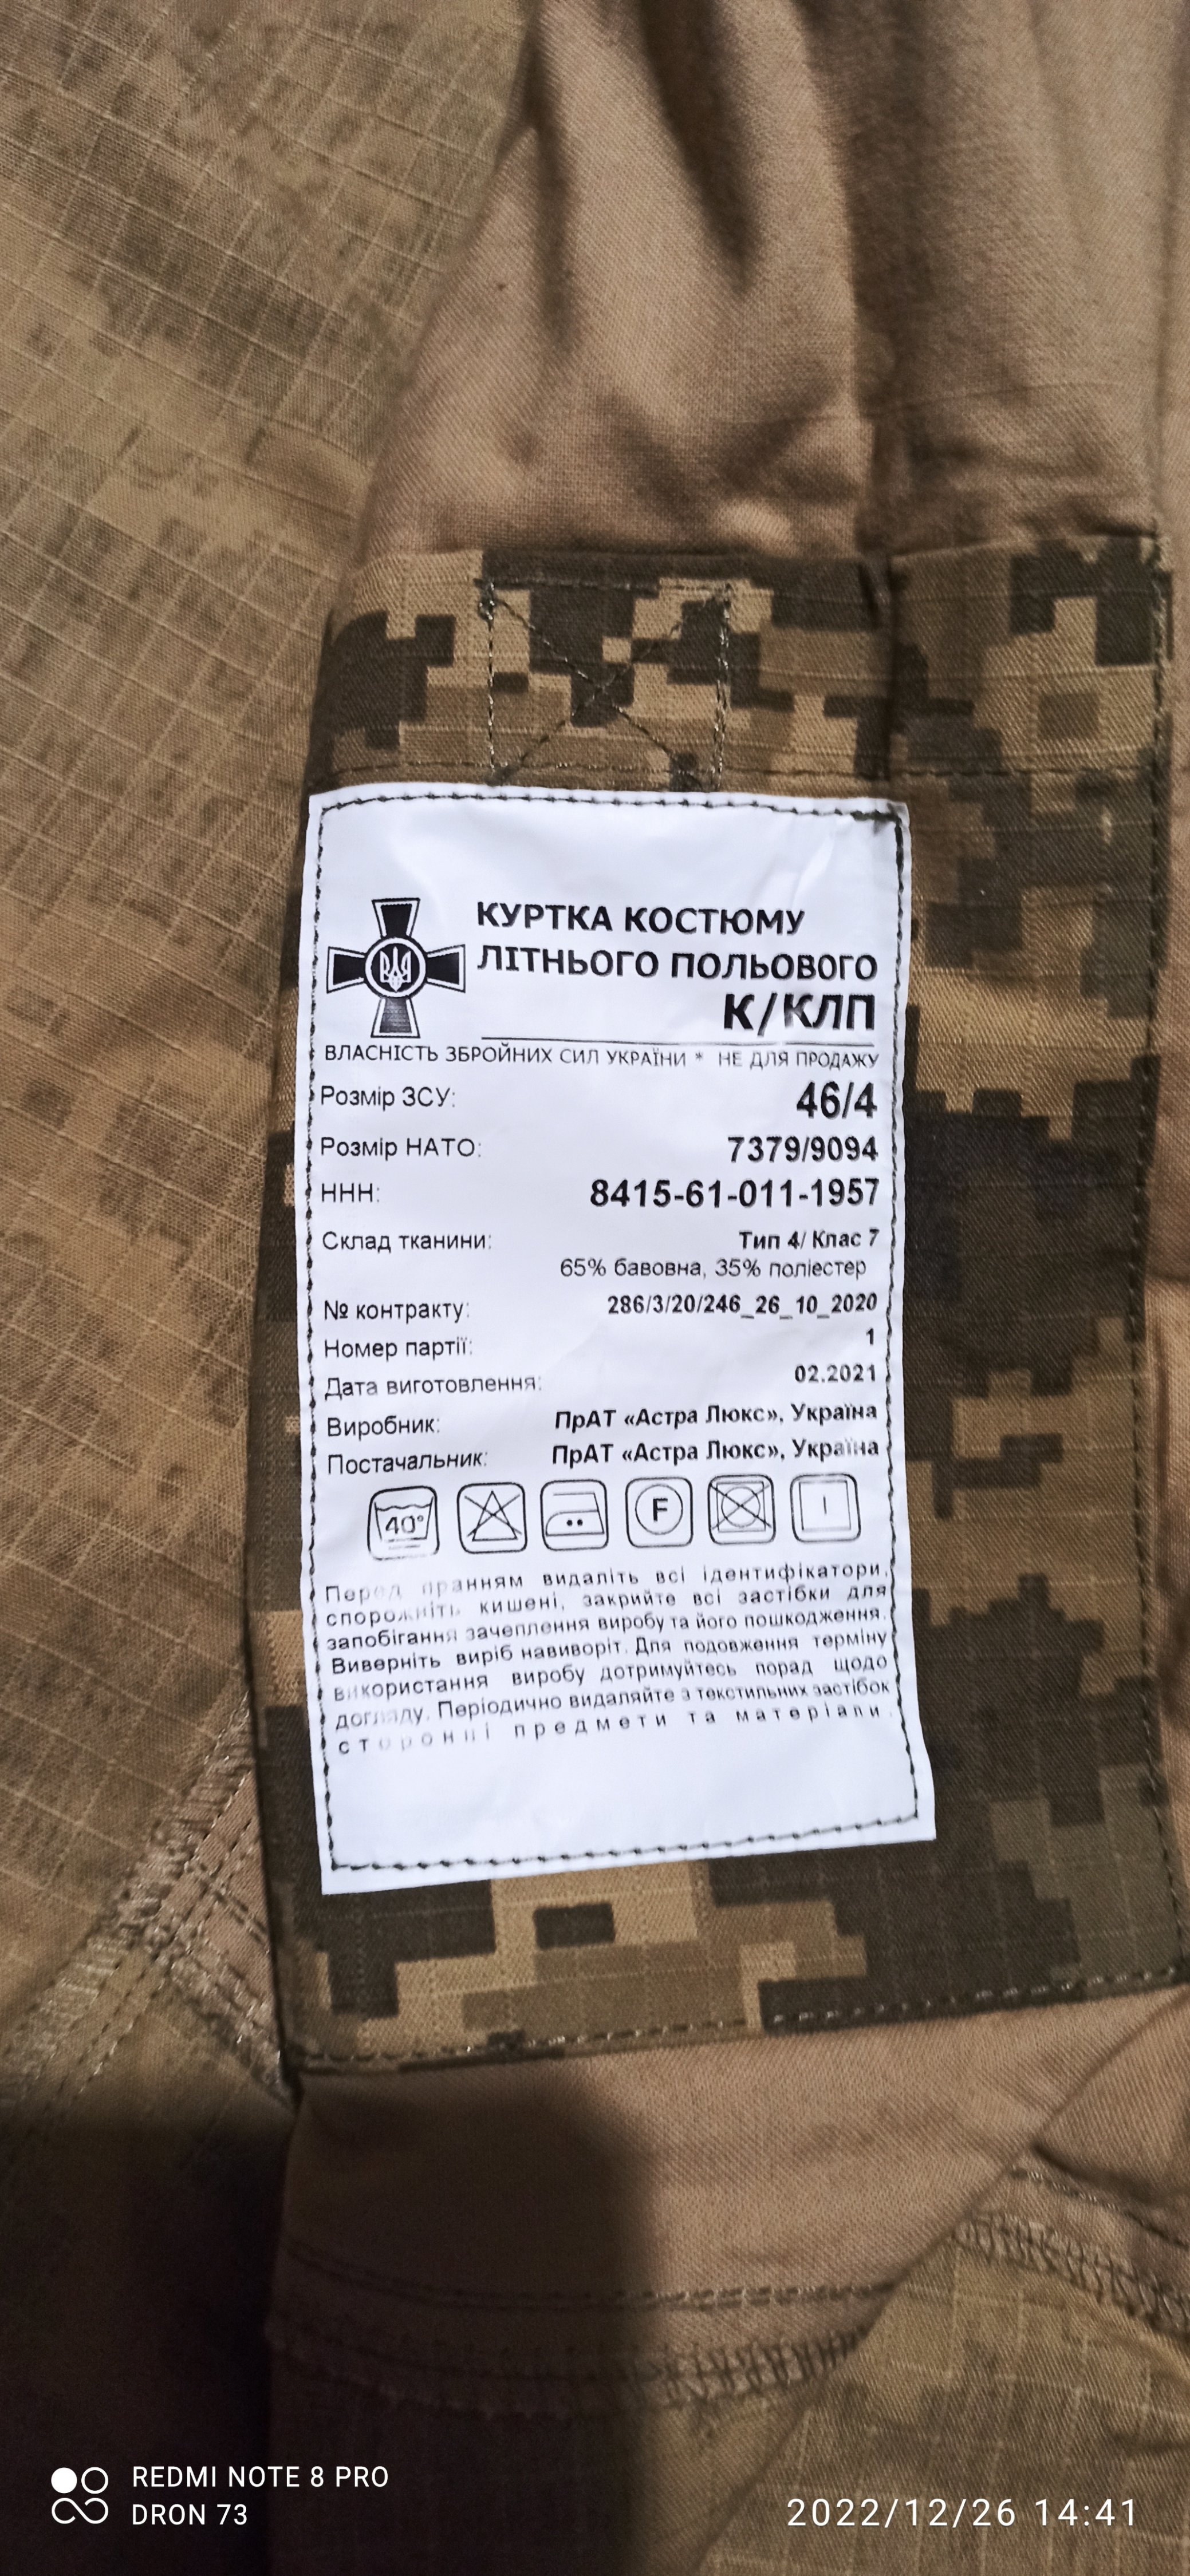 КУРТКА КОСТЮМУ
ЛІТНЬОГО ПОЛЬОВОГО
К/КЛП
ВЛАСНІСТЬ ЗБРОЙНИХ СИЛ УКРАЇНИ * НЕ ДЛЯ ПРОДАЖУ
Розмір ЗСУ: 46/4
Розмір НАТО: 7379/9094
ННН: 8415-61-011-1957
Склад тканини: Тип 4/ Клас 7
65% бавовна, 35% поліестер
№ контракту: 286/3/20/246_26_10_2020
Номер партії: 1
Дата виготовлення: 02.2021
Виробник: ПрАТ «Астра Люкс», Україна
Постачальник: ПрАТ «Астра Люкс», Україна
40° F
Перед пранням видаліть всі ідентифікатори,
спорожніть кишені, закрийте всі застібки для
запобігання зачеплення виробу та його пошкодження.
Виверніть виріб навиворіт. Для подовження терміну
використання виробу дотримуйтесь порад щодо
догляду. Періодично видаляйте з текстильних застібок
сторонні предмети та матеріали.
REDMI NOTE 8 PRO
DRON 73
2022/12/26 14:41